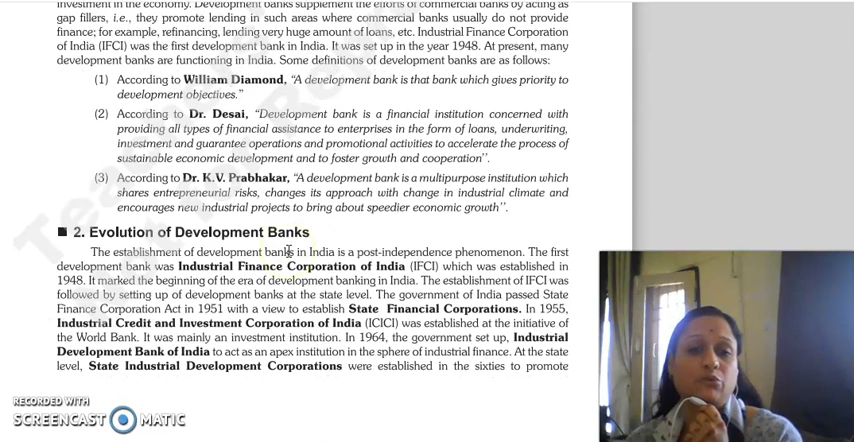 investment in the economy. Development banks supplement the efforts of commercial banks by acting as
gap fillers, i.e., they promote lending in such areas where commercial banks usually do not provide
finance; for example, refinancing, lending very huge amount of loans, etc. Industrial Finance Corporation
of India (IFCI) was the first development bank in India. It was set up in the year 1948. At present, many
development banks are functioning in India. Some definitions of development banks are as follows:
(1) According to William Diamond, “A development bank is that bank which gives priority to
development objectives.”
(2) According to Dr. Desai, “Development bank is a financial institution concerned with
providing all types of financial assistance to enterprises in the form of loans, underwriting,
investment and guarantee operations and promotional activities to accelerate the process of
sustainable economic development and to foster growth and cooperation’’.
(3) According to Dr. K.V. Prabhakar, “A development bank is a multipurpose institution which
shares entrepreneurial risks, changes its approach with change in industrial climate and
encourages new industrial projects to bring about speedier economic growth’’.
2. Evolution of Development Banks
The establishment of development banks in India is a post-independence phenomenon. The first
development bank was Industrial Finance Corporation of India (IFCI) which was established in
1948. It marked the beginning of the era of development banking in India. The establishment of IFCI was
followed by setting up of development banks at the state level. The government of India passed State
Finance Corporation Act in 1951 with a view to establish State Financial Corporations. In 1955,
Industrial Credit and Investment Corporation of India (ICICI) was established at the initiative of
the World Bank. It was mainly an investment institution. In 1964, the government set up, Industrial
Development Bank of India to act as an apex institution in the sphere of industrial finance. At the state
level, State Industrial Development Corporations were established in the sixties to promote
RECORDED WITH
SCREENCAST MATIC